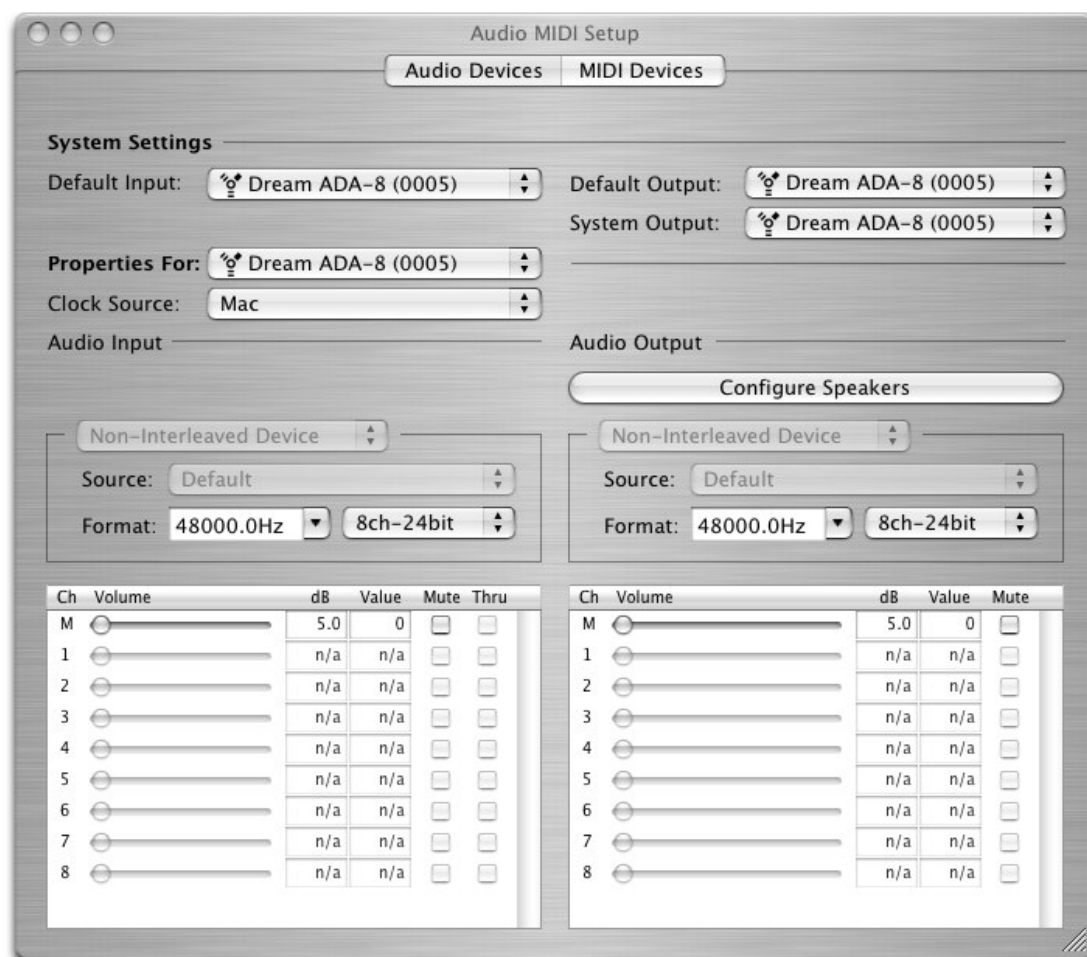 Audio MIDI Setup
Audio Devices MIDI Devices
System Settings
Default Input: Dream ADA-8 (0005) Default Output: Dream ADA-8 (0005)
System Output: Dream ADA-8 (0005)
Properties For: Dream ADA-8 (0005)
Clock Source: Mac
Audio Input Audio Output
Configure Speakers
Non-Interleaved Device Non-Interleaved Device
Source: Default Source: Default
Format: 48000.0Hz 8ch-24bit Format: 48000.0Hz 8ch-24bit
Ch Volume dB Value Mute Thru Ch Volume dB Value Mute
M 5.0 0 M 5.0 0
1 n/a n/a 1 n/a n/a
2 n/a n/a 2 n/a n/a
3 n/a n/a 3 n/a n/a
4 n/a n/a 4 n/a n/a
5 n/a n/a 5 n/a n/a
6 n/a n/a 6 n/a n/a
7 n/a n/a 7 n/a n/a
8 n/a n/a 8 n/a n/a